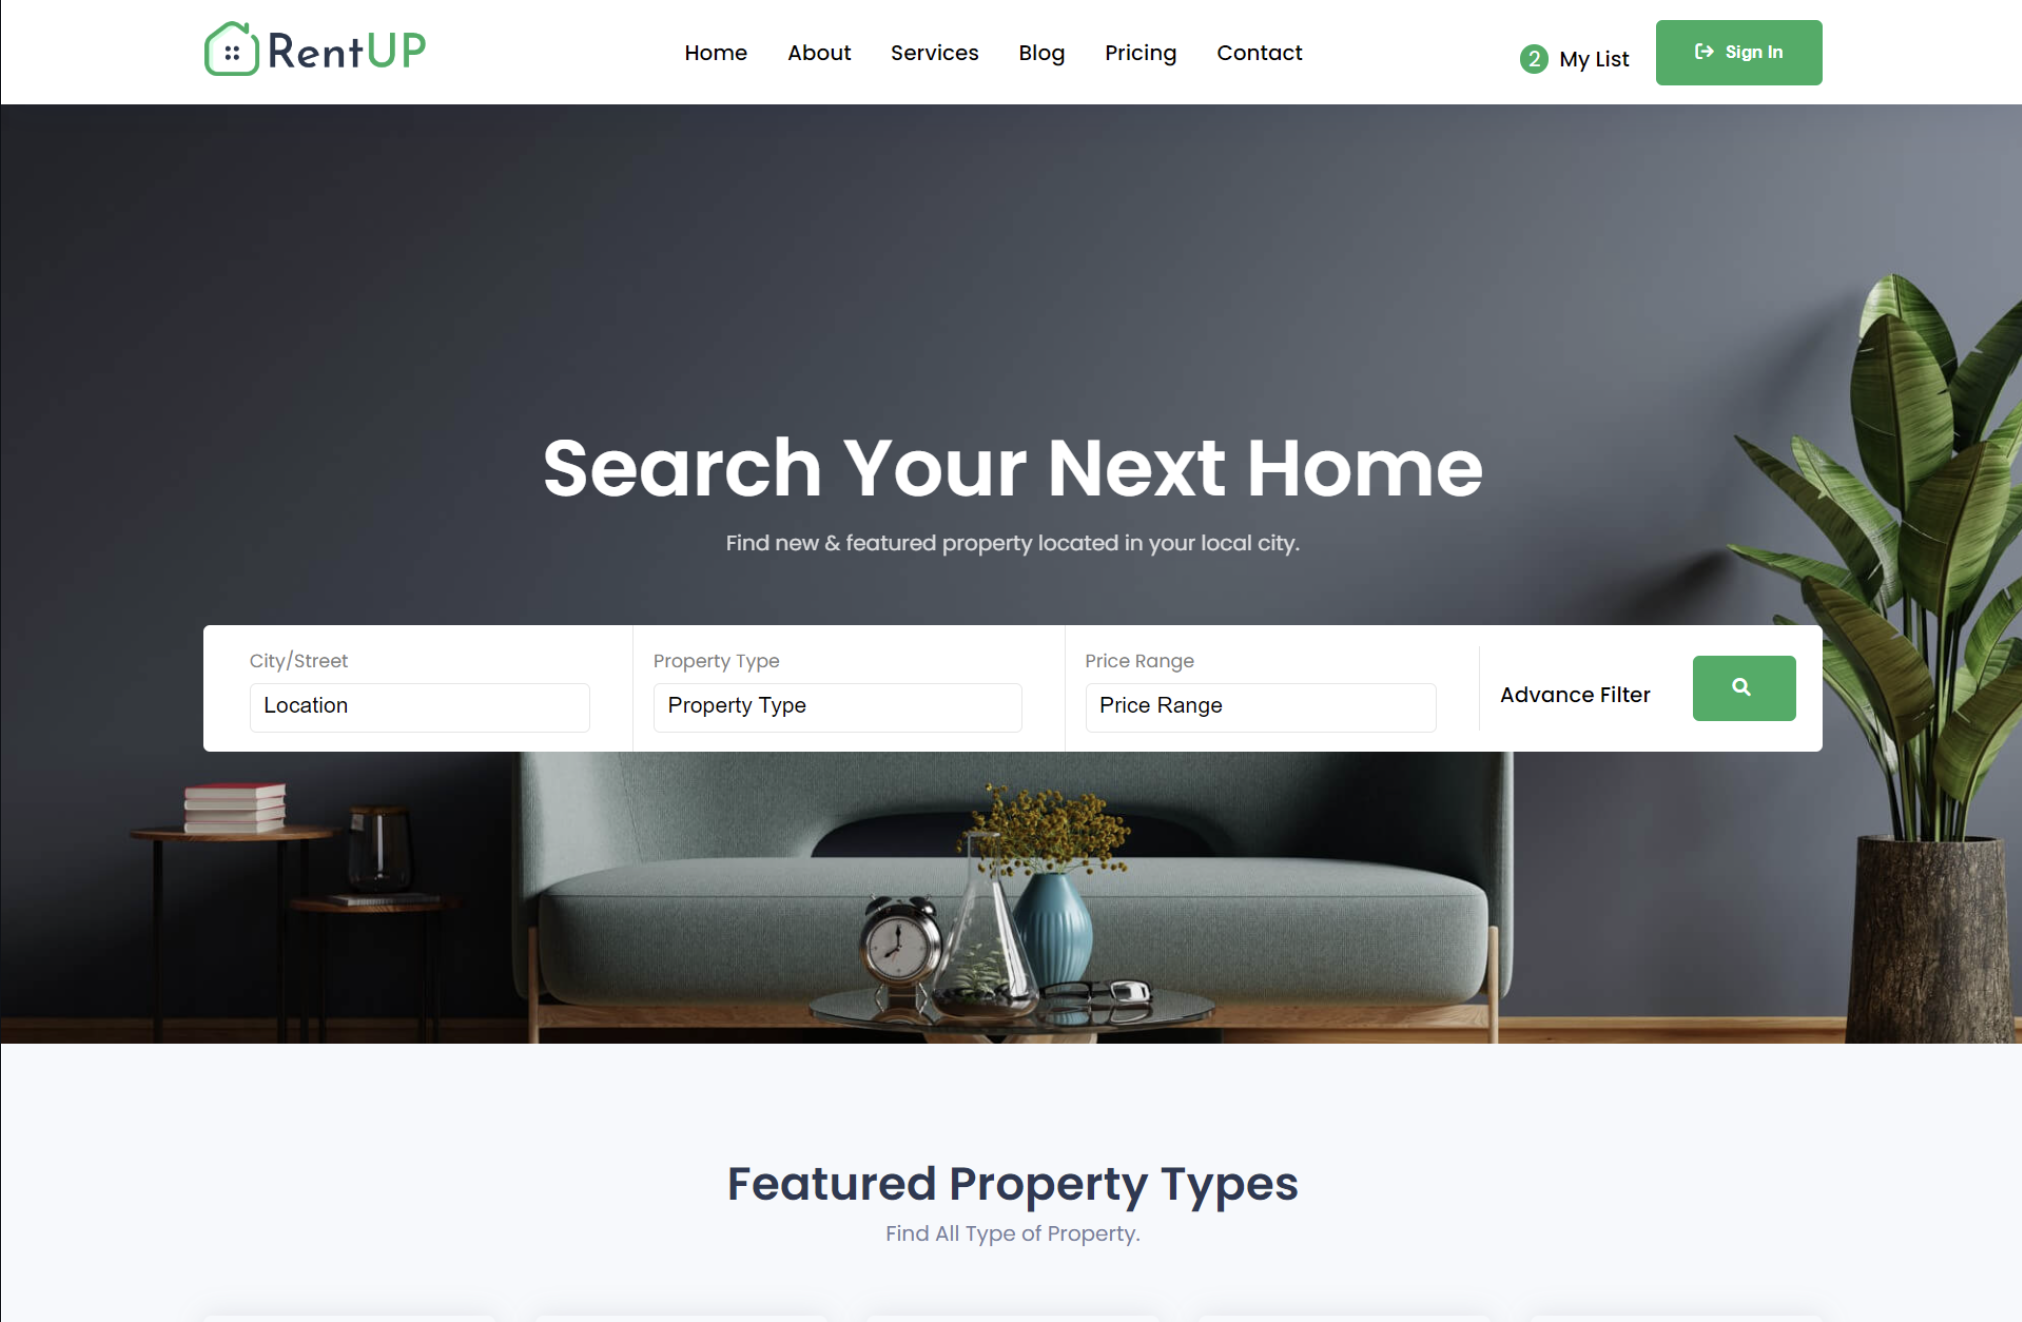 RentUP
Home About Services Blog Pricing Contact
2 My List
Sign In
Search Your Next Home
Find new & featured property located in your local city.
City/Street
Location
Property Type
Property Type
Price Range
Price Range
Advance Filter
Featured Property Types
Find All Type of Property.